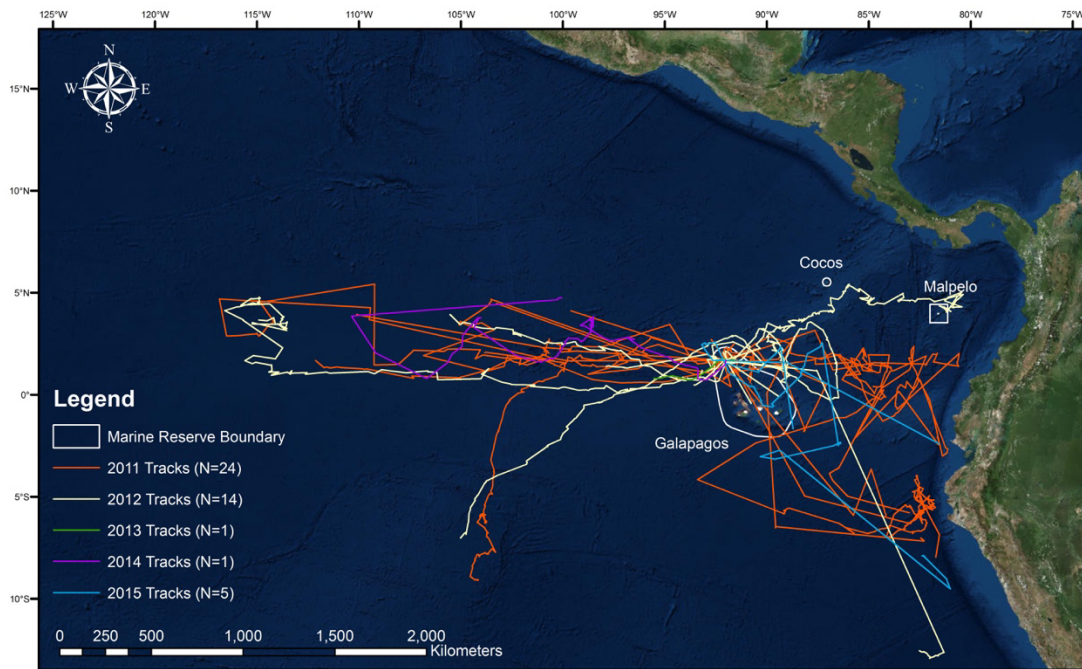 125°W 120°W 115°W 110°W 105°W 100°W 95°W 90°W 85°W 80°W 75°W
N
W E
S
15°N
10°N
Cocos
Malpelo
5°N
0°
Legend
Marine Reserve Boundary
Galapagos
2011 Tracks (N=24)
5°S
2012 Tracks (N=14)
2013 Tracks (N=1)
2014 Tracks (N=1)
2015 Tracks (N=5)
10°S
0 250 500 1,000 1,500 2,000
Kilometers